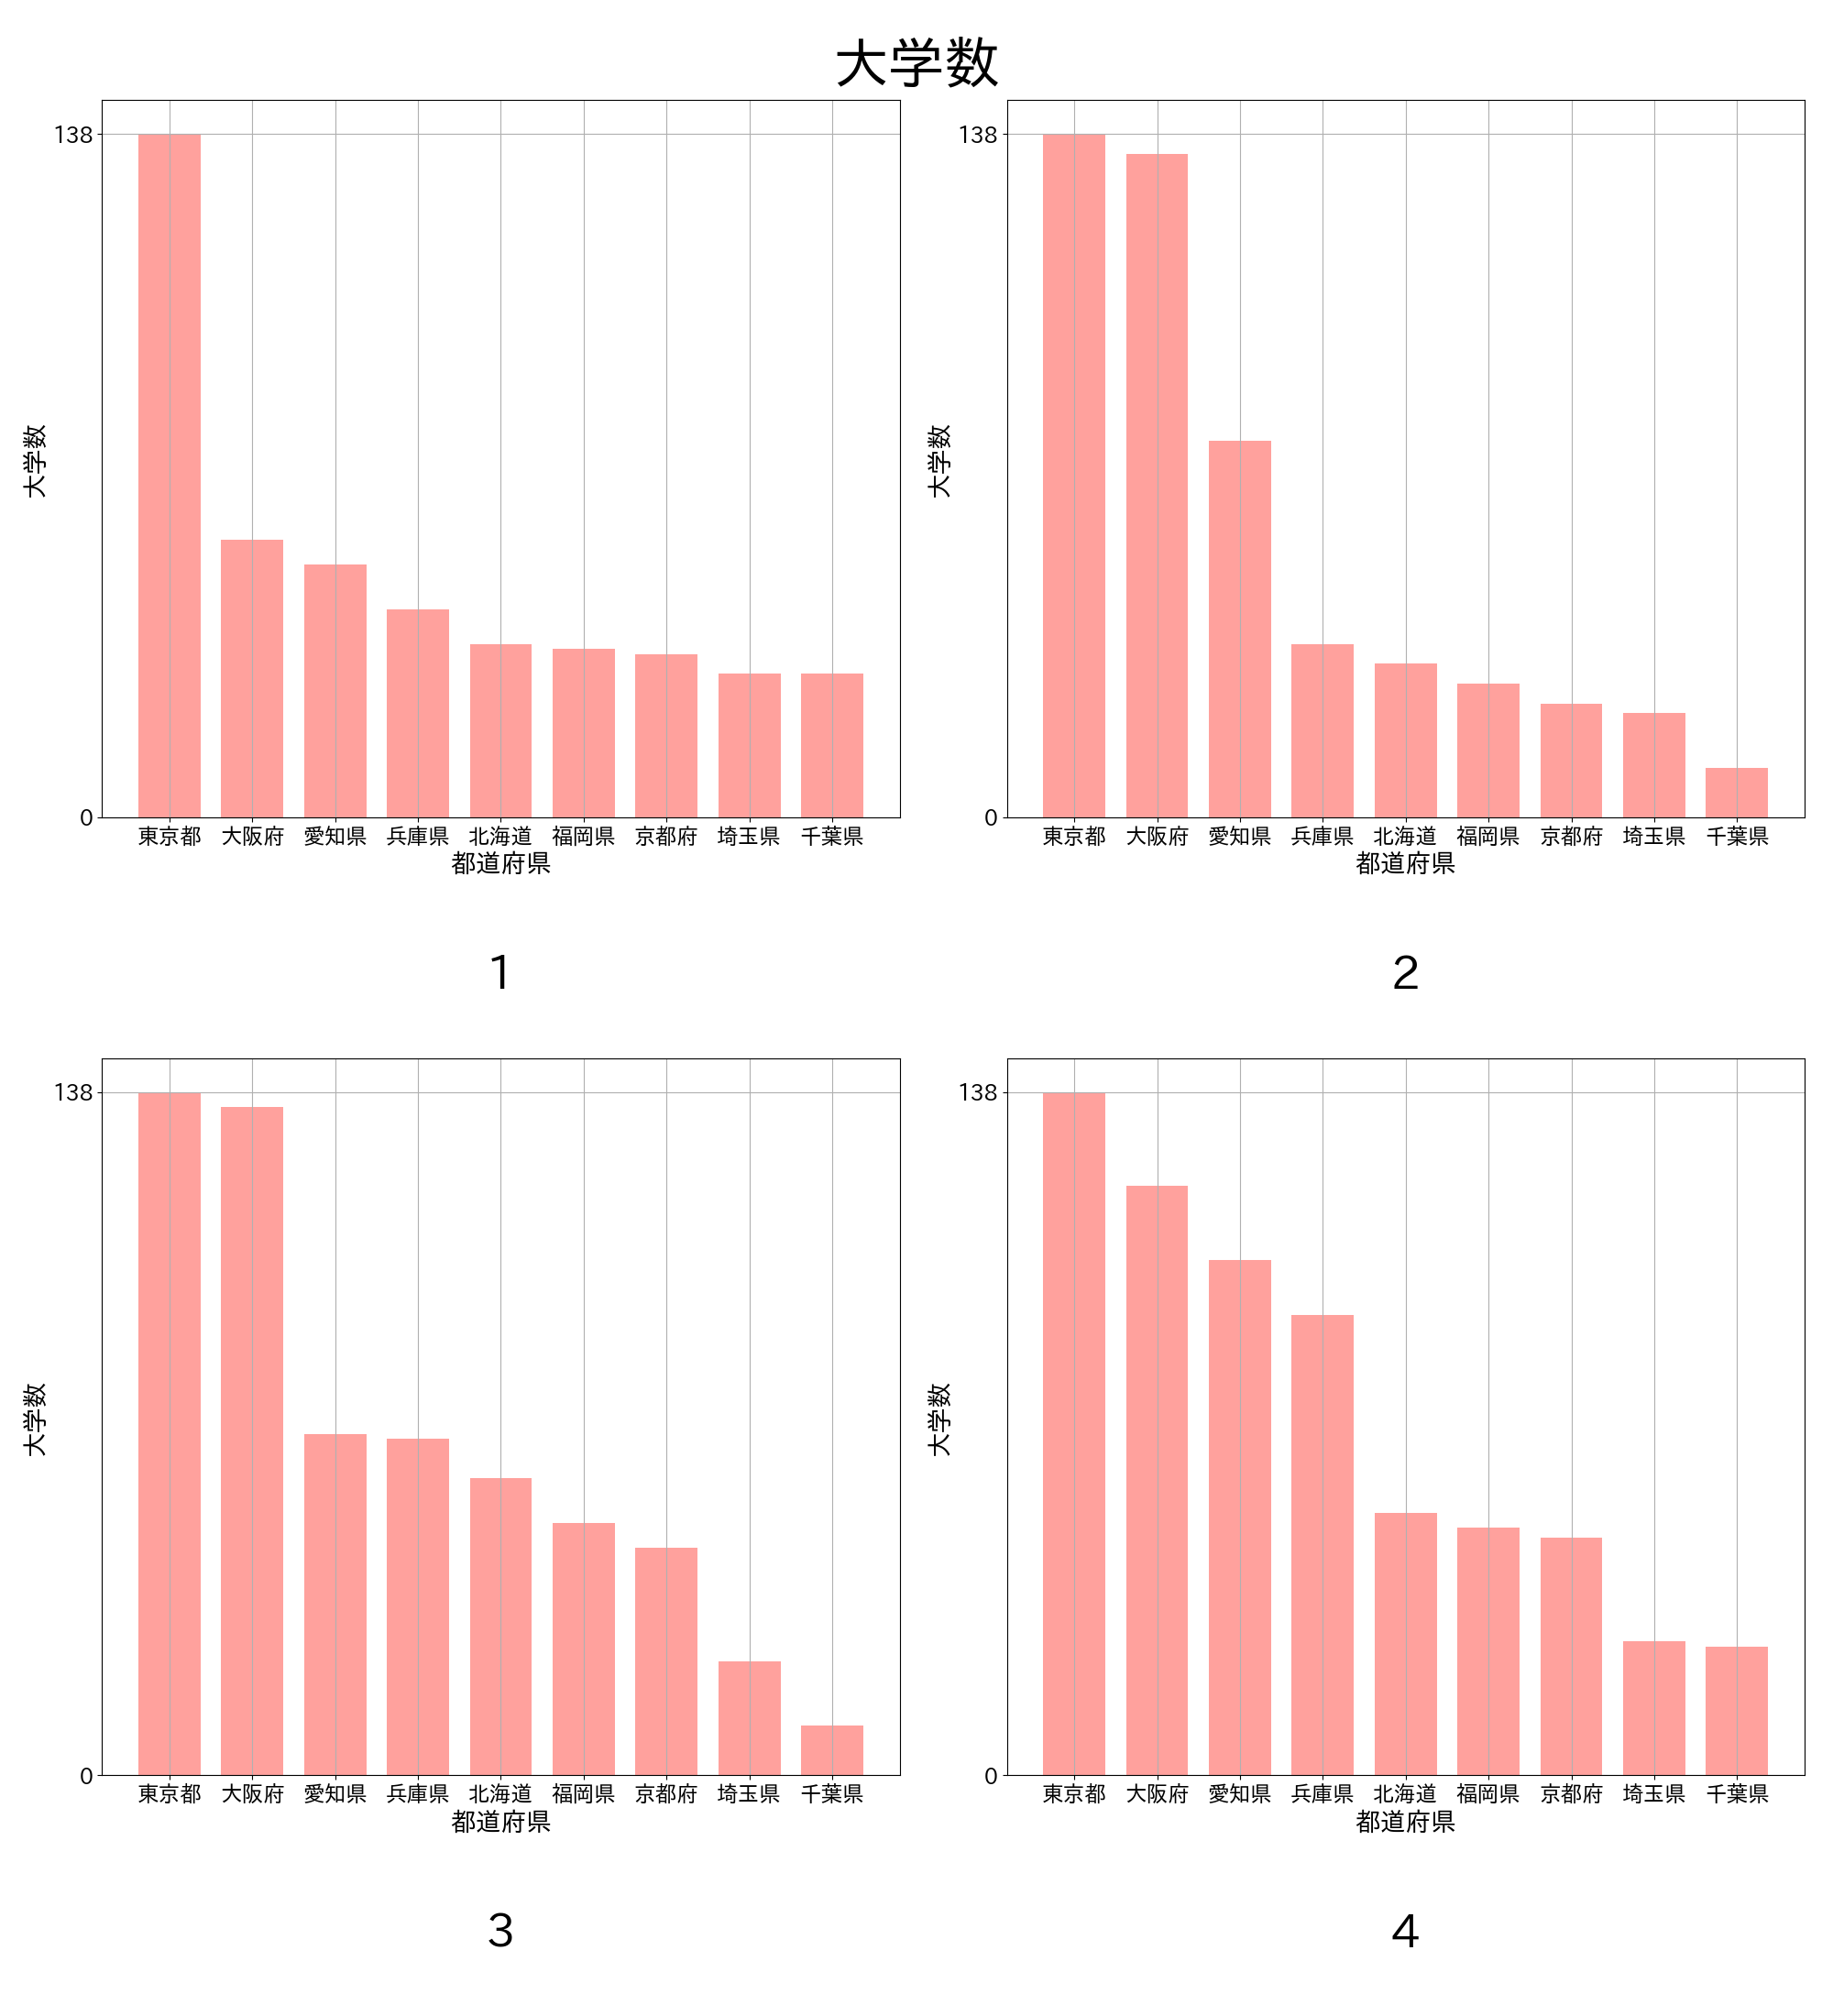 大学数
138
大学数
0
東京都 大阪府 愛知県 兵庫県 北海道 福岡県 京都府 埼玉県 千葉県
都道府県
1
138
大学数
0
東京都 大阪府 愛知県 兵庫県 北海道 福岡県 京都府 埼玉県 千葉県
都道府県
2
138
大学数
0
東京都 大阪府 愛知県 兵庫県 北海道 福岡県 京都府 埼玉県 千葉県
都道府県
3
138
大学数
0
東京都 大阪府 愛知県 兵庫県 北海道 福岡県 京都府 埼玉県 千葉県
都道府県
4